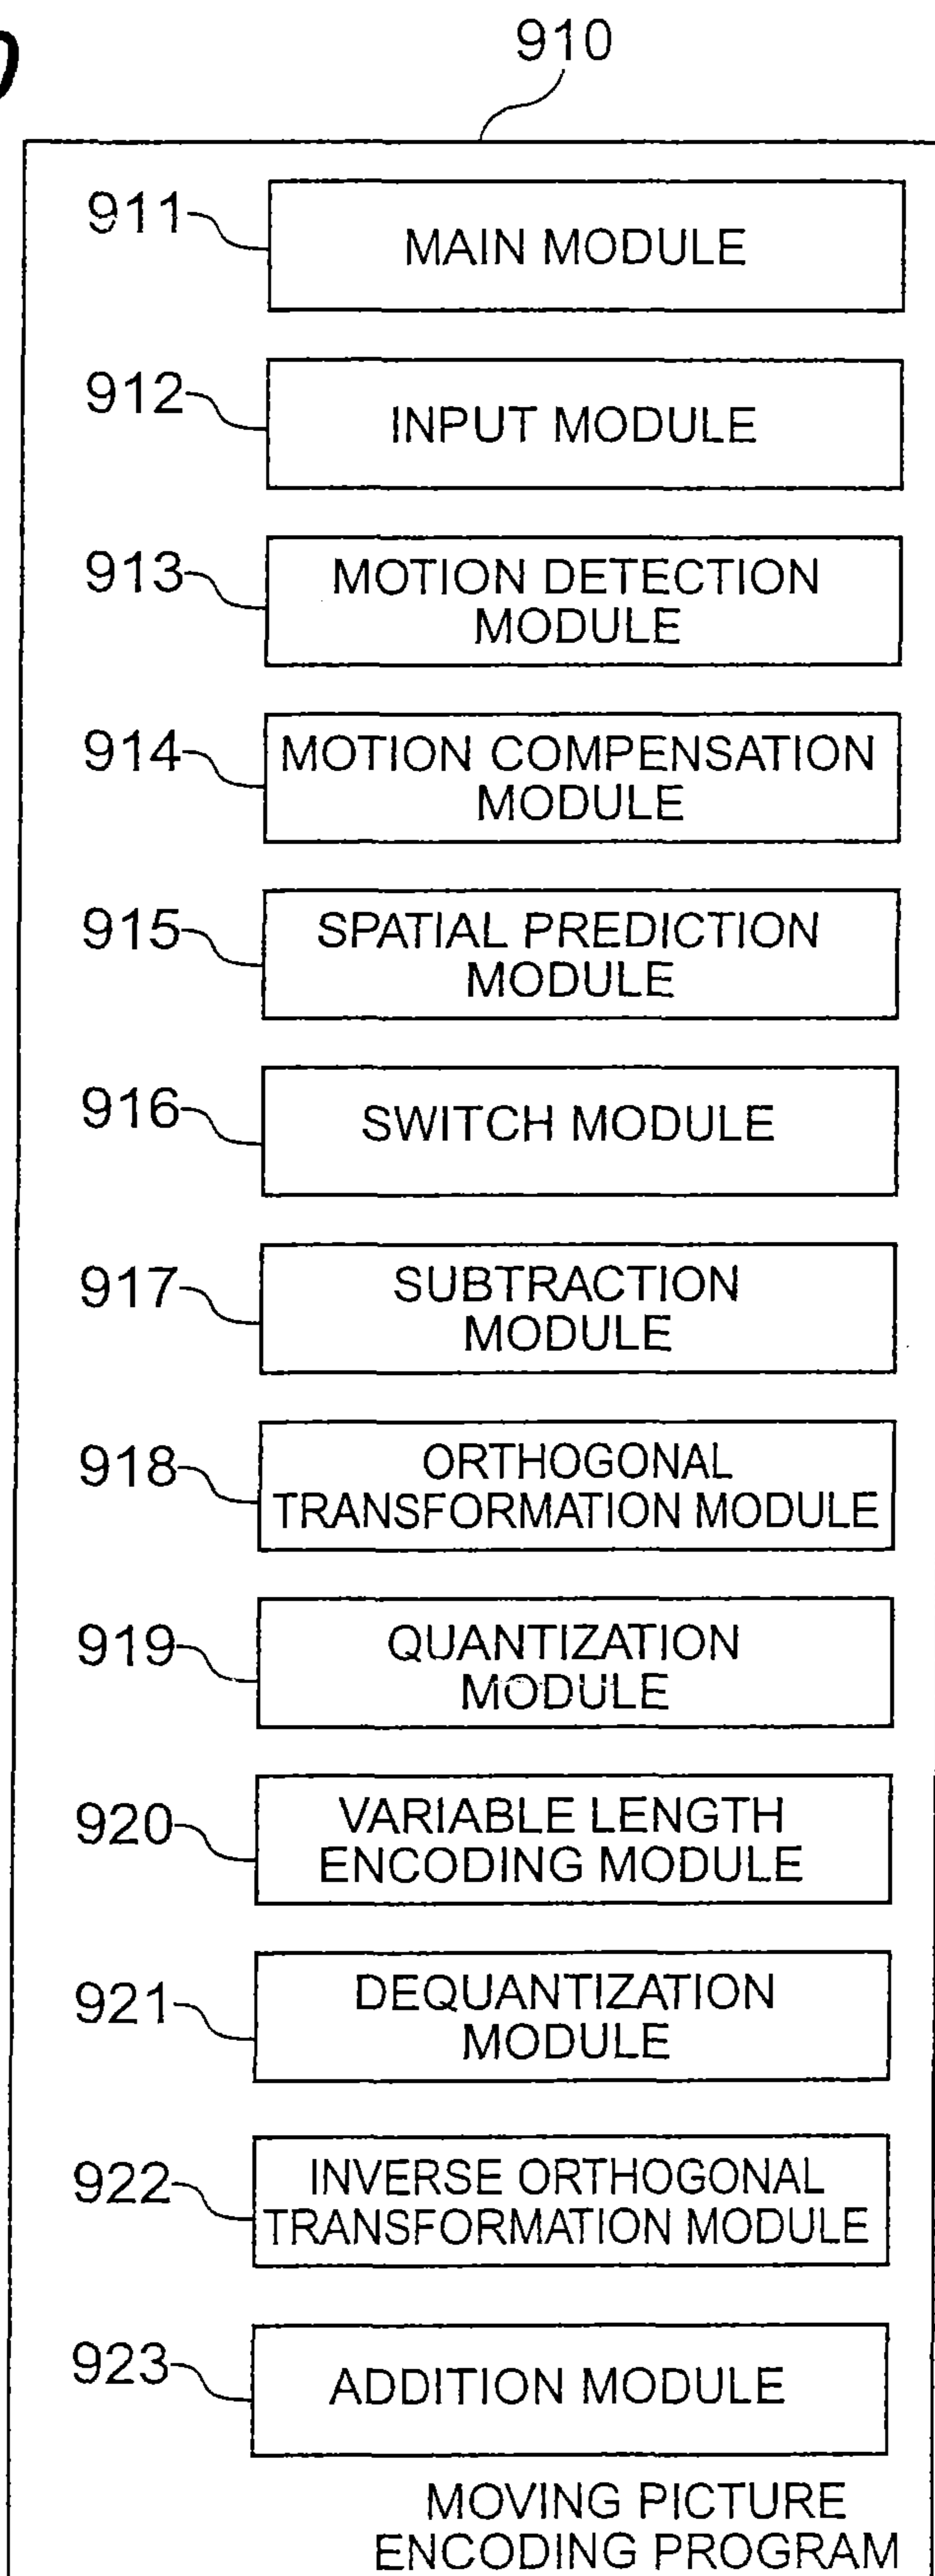 910
911
MAIN MODULE
912
INPUT MODULE
913
MOTION DETECTION
MODULE
914
MOTION COMPENSATION
MODULE
915
SPATIAL PREDICTION
MODULE
916
SWITCH MODULE
917
SUBTRACTION
MODULE
918
ORTHOGONAL
TRANSFORMATION MODULE
919
QUANTIZATION
MODULE
920
VARIABLE LENGTH
ENCODING MODULE
921
DEQUANTIZATION
MODULE
922
INVERSE ORTHOGONAL
TRANSFORMATION MODULE
923
ADDITION MODULE
MOVING PICTURE
ENCODING PROGRAM